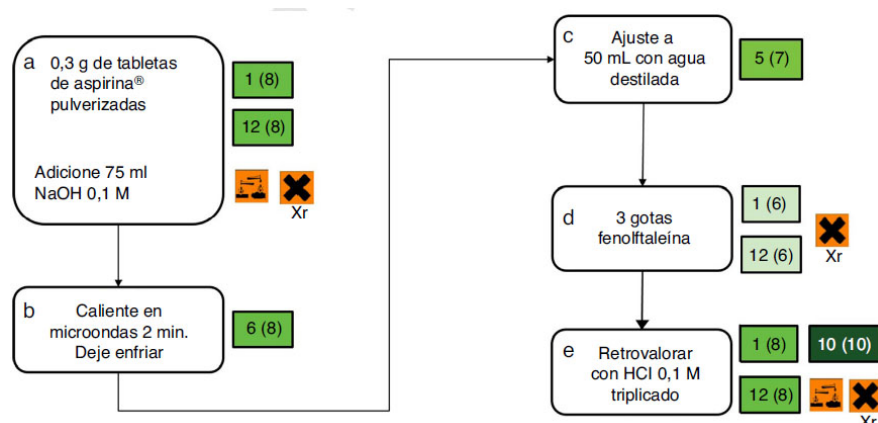 a 0,3 g de tabletas
de aspirina® 
pulverizadas
Adicione 75 ml
NaOH 0,1 M
1 (8)
12 (8)
Xr
b Caliente en
microondas 2 min.
Deje enfriar
6 (8)
c Ajuste a
50 mL con agua
destilada
5 (7)
d 3 gotas
fenolftaleína
1 (6)
12 (6)
Xr
e Retrovalorar
con HCl 0,1 M
triplicado
1 (8)
10 (10)
12 (8)
Xr